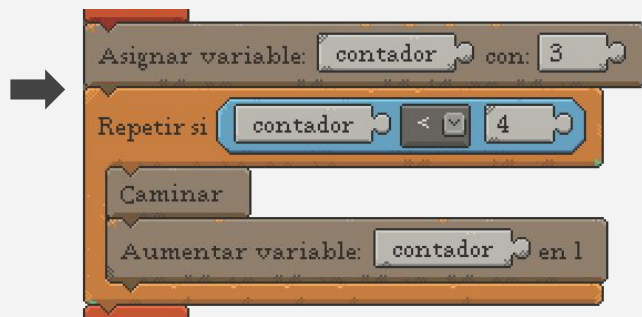 Asignar variable: contador con: 3
Repetir si contador < 4
Caminar
Aumentar variable: contador en 1